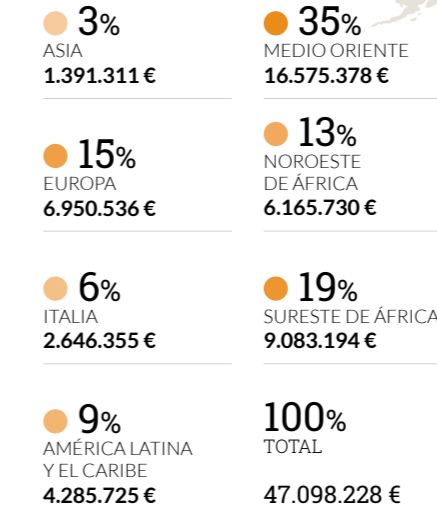 3%
ASIA
1.391.311 €
35%
MEDIO ORIENTE
16.575.378 €
15%
EUROPA
6.950.536 €
13%
NOROESTE
DE ÁFRICA
6.165.730 €
6%
ITALIA
2.646.355 €
19%
SURESTE DE ÁFRICA
9.083.194 €
9%
AMÉRICA LATINA
Y EL CARIBE
4.285.725 €
100%
TOTAL
47.098.228 €